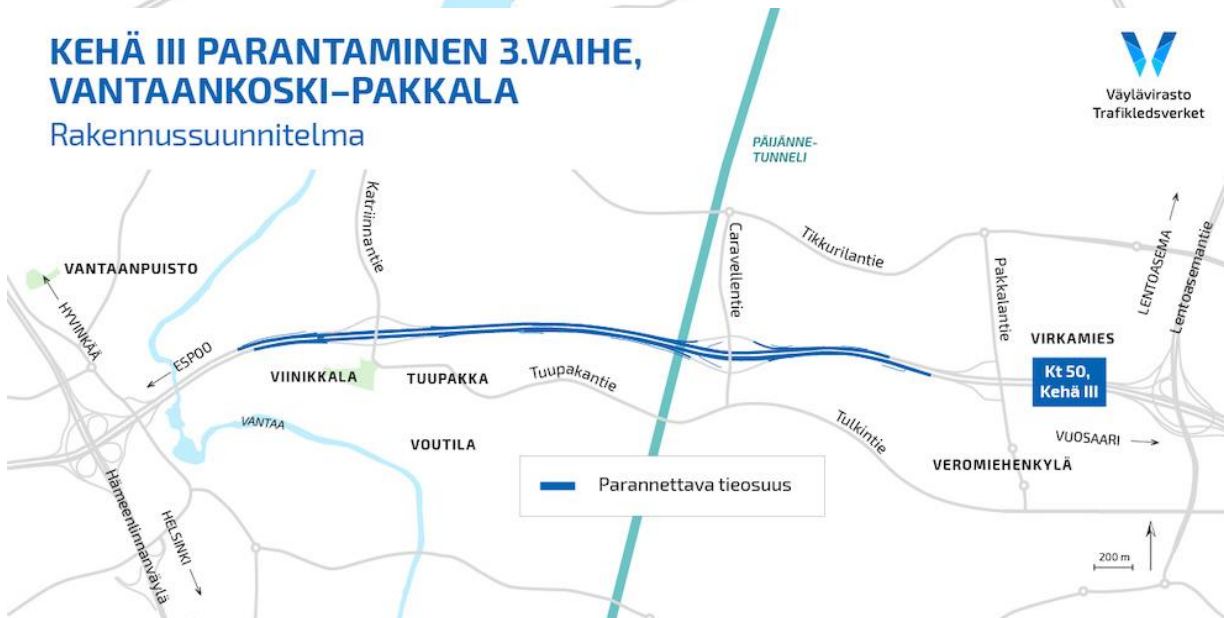 KEHÄ III PARANTAMINEN 3.VAIHE,
VANTAANKOSKI–PAKKALA
Rakennussuunnitelma
Väylävirasto
Trafikledsverket
PÄIJÄNNE-
TUNNELI
Katriinnantie
Caravellentie
Tikkurilantie
Pakkalantie
LENTOASEMA
Lentoasemantie
VANTAANPUISTO
HYVINKÄÄ
ESPOO
VIINIKKALA
TUUPAKKA
Tuupakantie
VIRKAMIES
Kt 50,
Kehä III
VANTAA
VOUTILA
Tulkintie
VUOSAARI
VEROMIEHENKYLÄ
Parannettava tieosuus
Hämeenlinnanväylä
HELSINKI
200 m